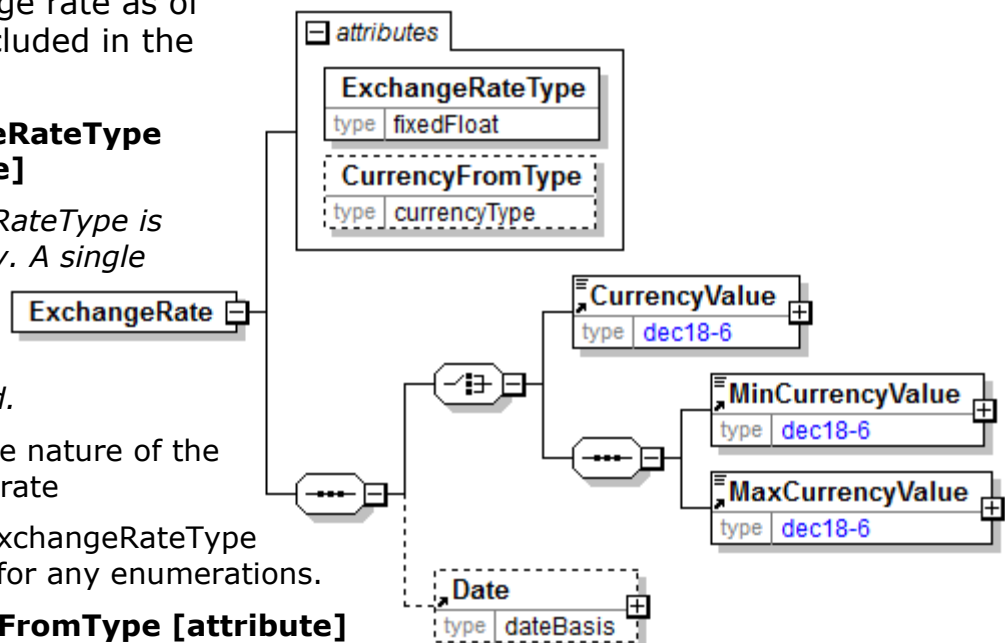 ge rate as of
cluded in the
eRateType
e]
RateType is
y. A single
d.
e nature of the
rate
xchangeRateType
for any enumerations.
FromType [attribute]
attributes
ExchangeRateType
type fixedFloat
CurrencyFromType
type currencyType
ExchangeRate
CurrencyValue
type dec18-6
MinCurrencyValue
type dec18-6
MaxCurrencyValue
type dec18-6
Date
type dateBasis